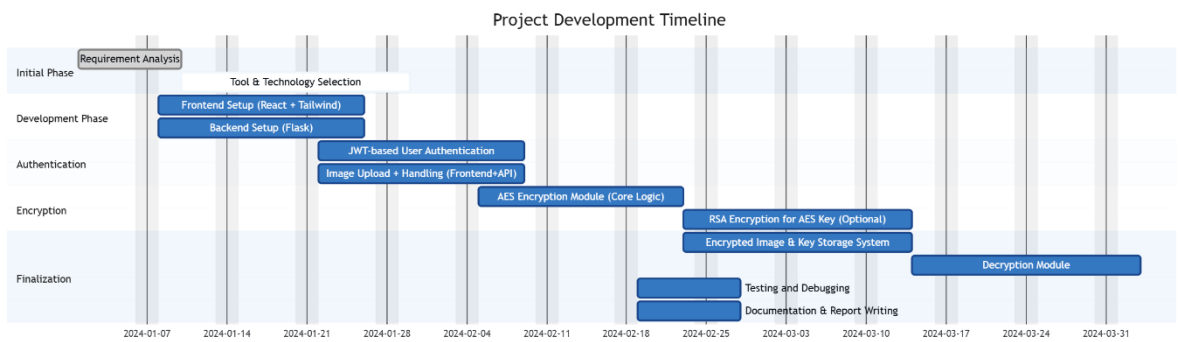 Project Development Timeline
Requirement Analysis
Initial Phase
Tool & Technology Selection
Frontend Setup (React + Tailwind)
Development Phase
Backend Setup (Flask)
JWT-based User Authentication
Authentication
Image Upload + Handling (Frontend+API)
AES Encryption Module (Core Logic)
Encryption
RSA Encryption for AES Key (Optional)
Encrypted Image & Key Storage System
Decryption Module
Finalization
Testing and Debugging
Documentation & Report Writing
2024-01-07 2024-01-14 2024-01-21 2024-01-28 2024-02-04 2024-02-11 2024-02-18 2024-02-25 2024-03-03 2024-03-10 2024-03-17 2024-03-24 2024-03-31